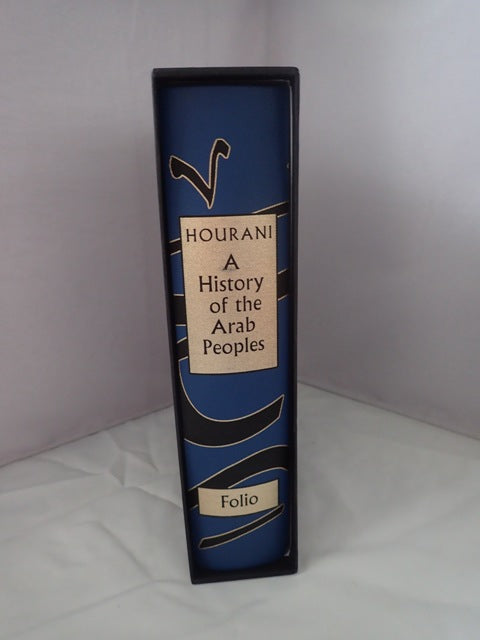 HOURANI
A
History
of the
Arab
Peoples
Folio